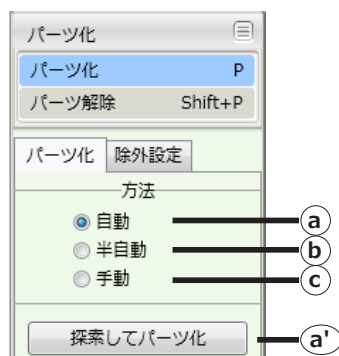 パーツ化
パーツ化 P
パーツ解除 Shift+P
パーツ化 除外設定
方法
自動 a
半自動 b
手動 c
探索してパーツ化 a'